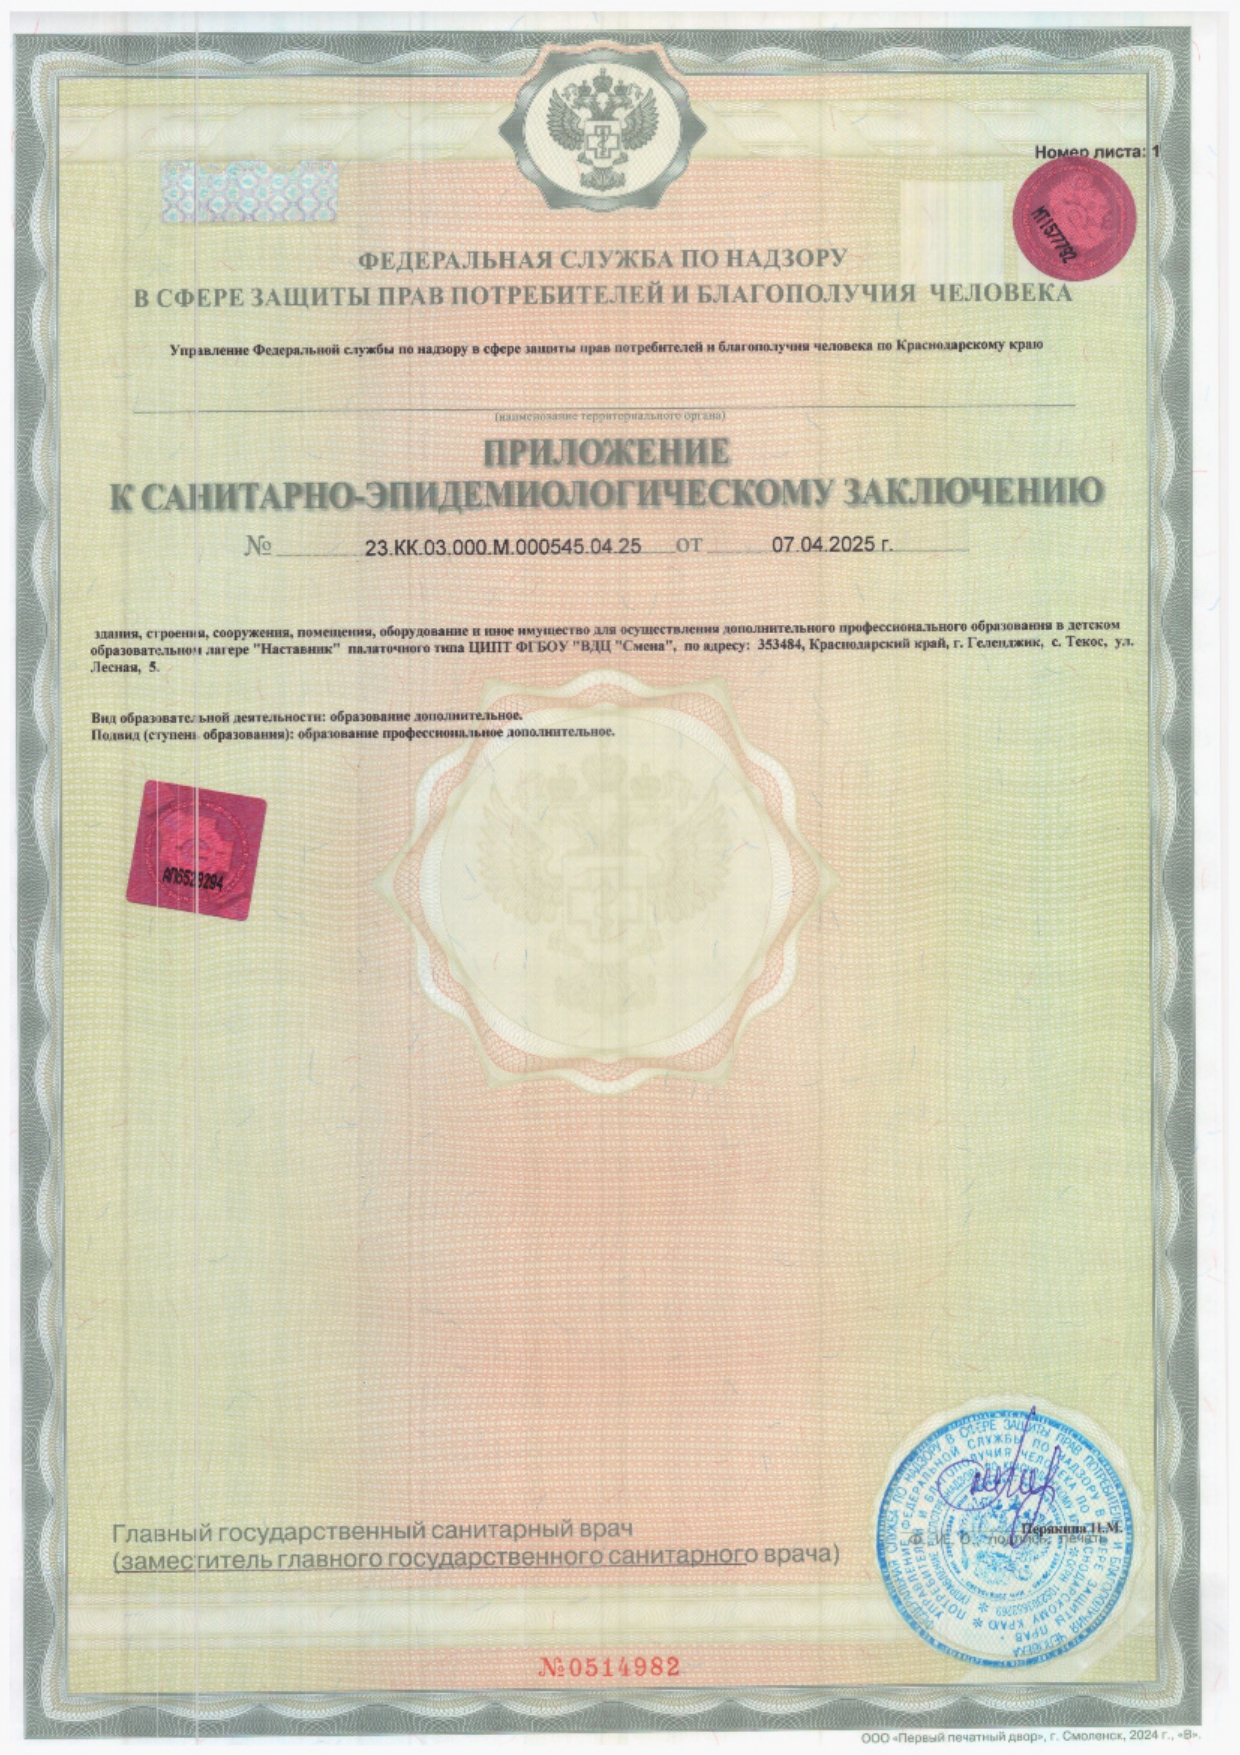 Номер листа: 1
МП1577792
ФЕДЕРАЛЬНАЯ СЛУЖБА ПО НАДЗОРУ
В СФЕРЕ ЗАЩИТЫ ПРАВ ПОТРЕБИТЕЛЕЙ И БЛАГОПОЛУЧИЯ ЧЕЛОВЕКА
Управление Федеральной службы по надзору в сфере защиты прав потребителей и благополучия человека по Краснодарскому краю
(наименование территориального органа)
ПРИЛОЖЕНИЕ
К САНИТАРНО-ЭПИДЕМИОЛОГИЧЕСКОМУ ЗАКЛЮЧЕНИЮ
№ 23.КК.03.000.М.000545.04.25 ОТ 07.04.2025 г.
здания, строения, сооружения, помещения, оборудование и иное имущество для осуществления дополнительного профессионального образования в детском
образовательном лагере "Наставник" палаточного типа ЦИПТ ФГБОУ "ВДЦ "Смена", по адресу: 353484, Краснодарский край, г. Геленджик, с. Текос, ул.
Лесная, 5.
Вид образовательной деятельности: образование дополнительное.
Подвид (ступень образования): образование профессиональное дополнительное.
Главный государственный санитарный врач
(заместитель главного государственного санитарного врача)
Ф. И. О., подпись, печать
№0514982
ООО «Первый печатный двор», г. Смоленск, 2024 г., «В».